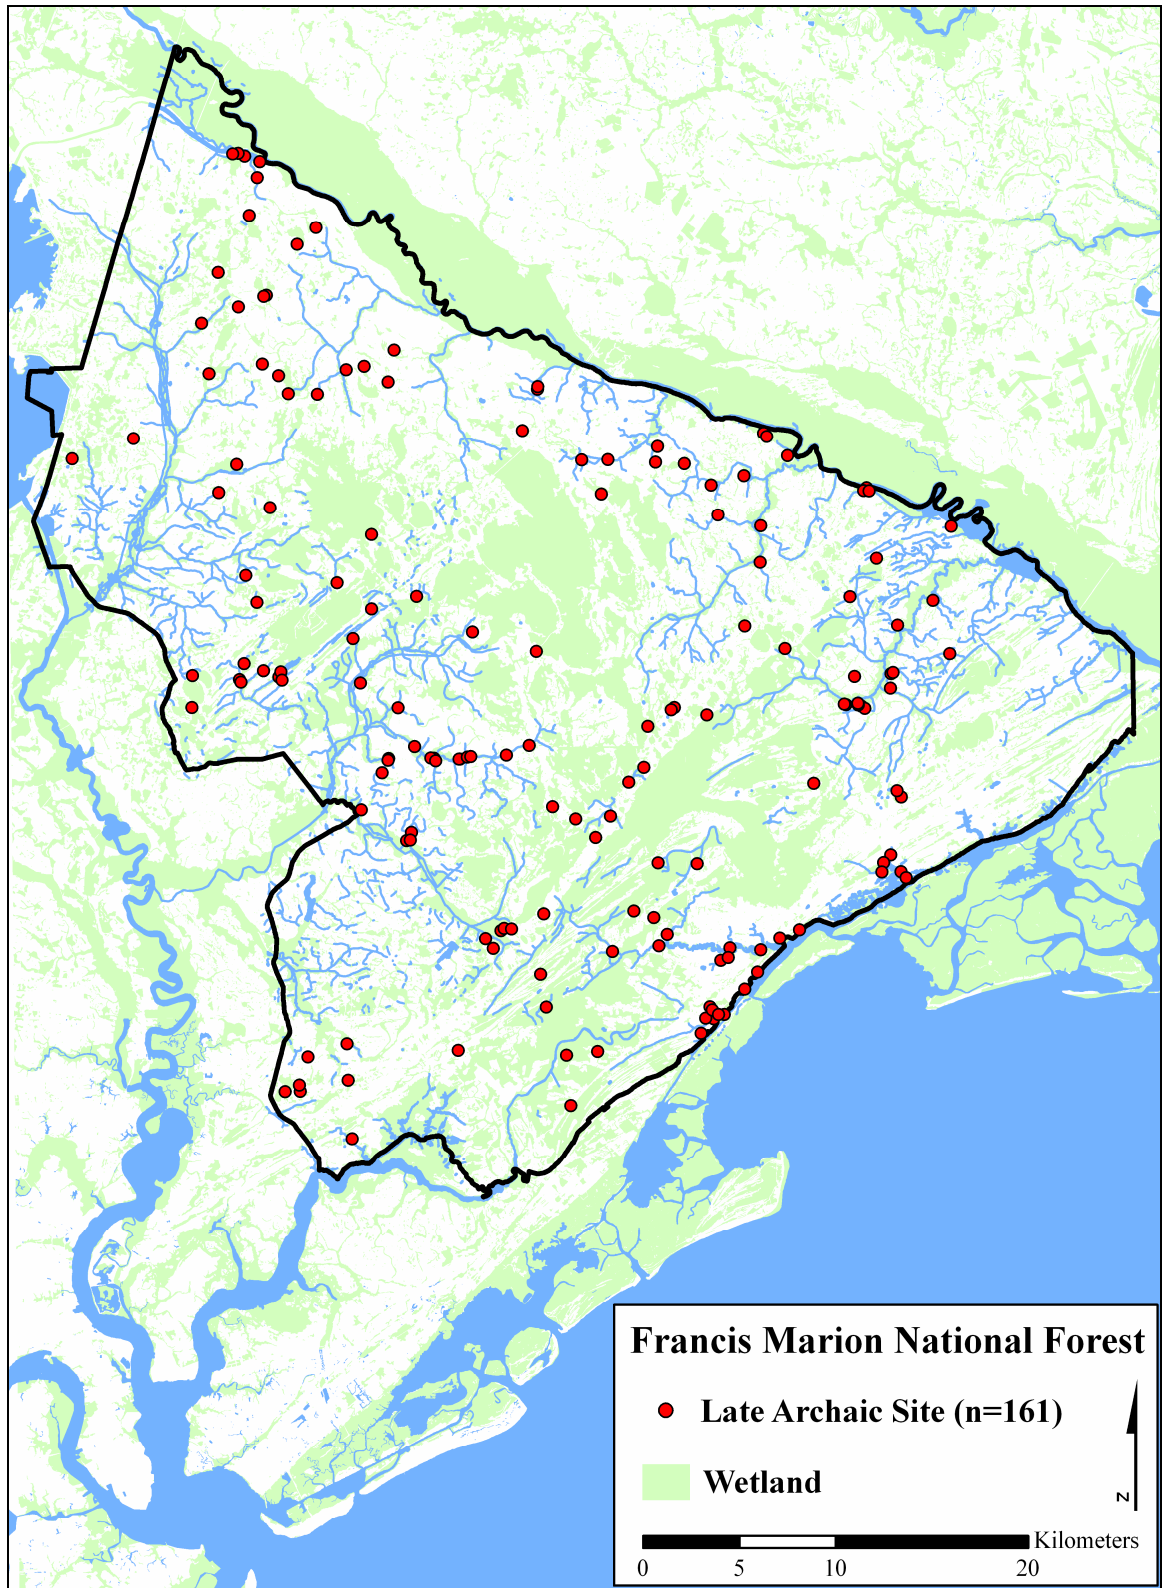 Francis Marion National Forest
Late Archaic Site (n=161)
Wetland
N
Kilometers
0 5 10 20